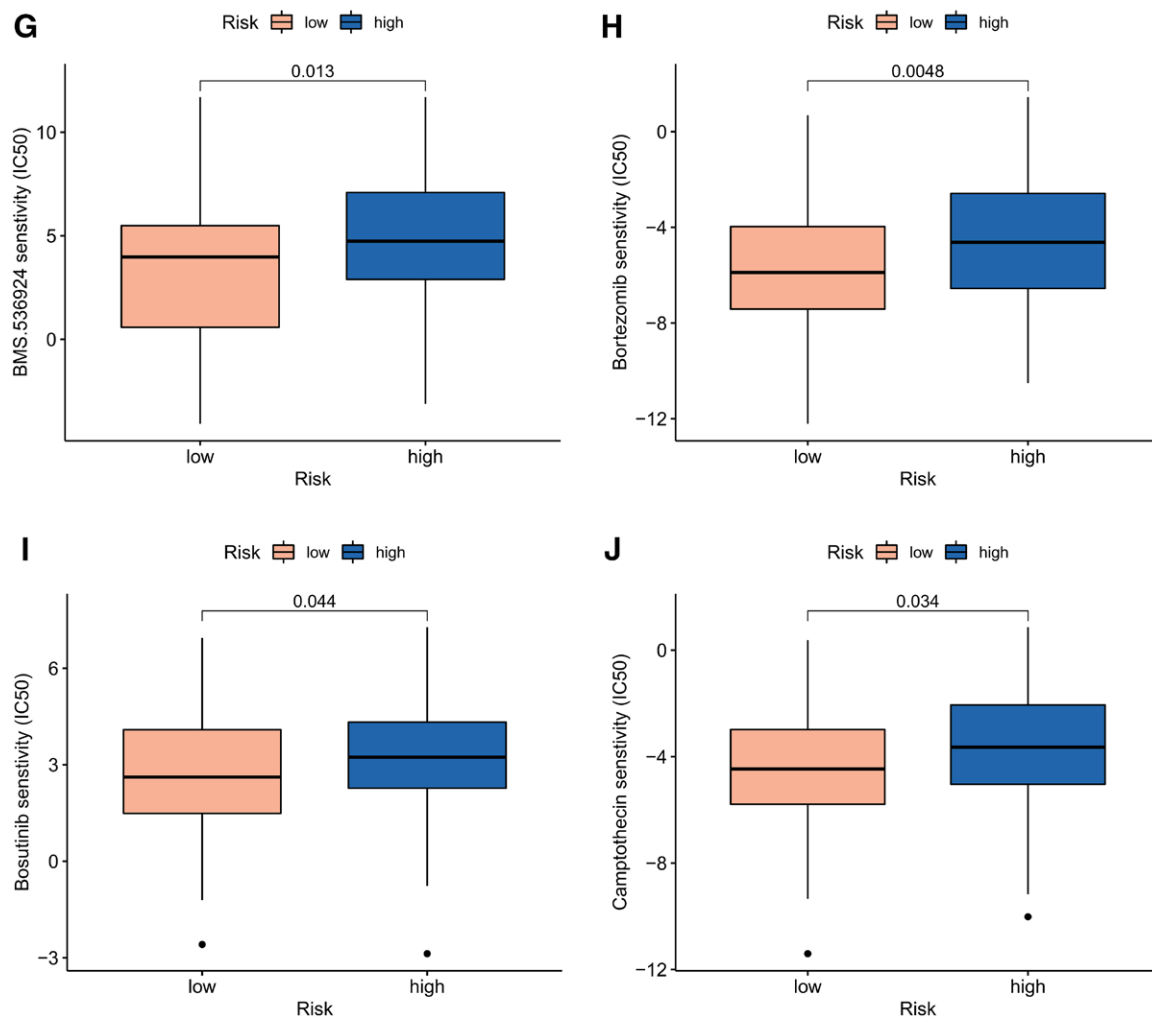 G
Risk low high
0.013
BMS.536924 senstivity (IC50)
10
5
0
low high
Risk
H
Risk low high
0.0048
Bortezomib senstivity (IC50)
0
−4
−8
−12
low high
Risk
I
Risk low high
0.044
Bosutinib senstivity (IC50)
6
3
0
−3
low high
Risk
J
Risk low high
0.034
Camptothecin senstivity (IC50)
0
−4
−8
−12
low high
Risk